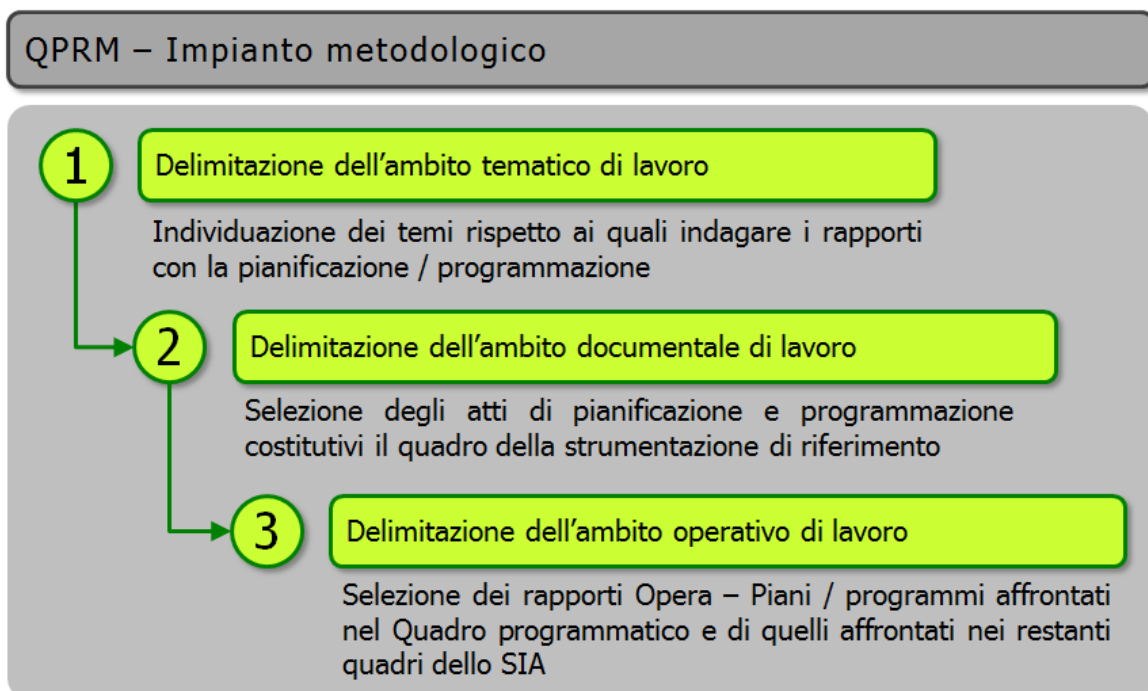 QPRM – Impianto metodologico
1
Delimitazione dell’ambito tematico di lavoro
Individuazione dei temi rispetto ai quali indagare i rapporti
con la pianificazione / programmazione
2
Delimitazione dell’ambito documentale di lavoro
Selezione degli atti di pianificazione e programmazione
costitutivi il quadro della strumentazione di riferimento
3
Delimitazione dell’ambito operativo di lavoro
Selezione dei rapporti Opera – Piani / programmi affrontati
nel Quadro programmatico e di quelli affrontati nei restanti
quadri dello SIA